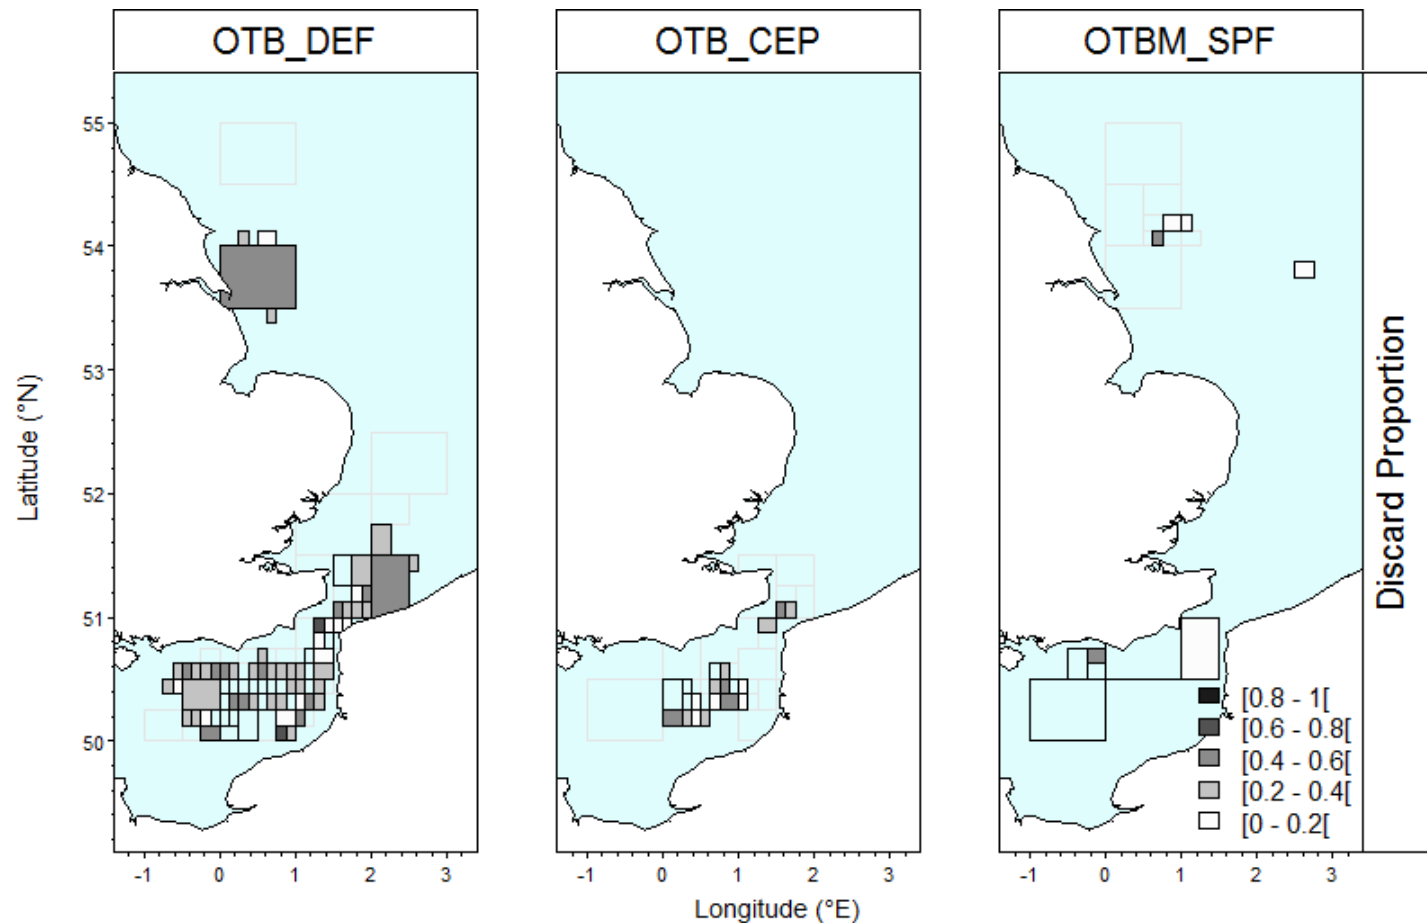 OTB_DEF
OTB_CEP
OTBM_SPF
55
54
53
52
51
50
Latitude (°N)
Discard Proportion
[0.8 - 1[
[0.6 - 0.8[
[0.4 - 0.6[
[0.2 - 0.4[
[0 - 0.2[
-1 0 1 2 3
-1 0 1 2 3
-1 0 1 2 3
Longitude (°E)